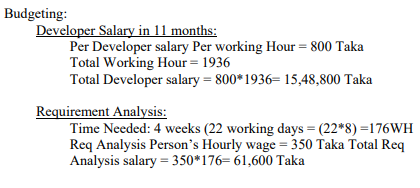 Budgeting:
Developer Salary in 11 months:
Per Developer salary Per working Hour = 800 Taka
Total Working Hour = 1936
Total Developer salary = 800*1936= 15,48,800 Taka
Requirement Analysis:
Time Needed: 4 weeks (22 working days = (22*8) =176WH
Req Analysis Person's Hourly wage = 350 Taka Total Req
Analysis salary = 350*176= 61,600 Taka